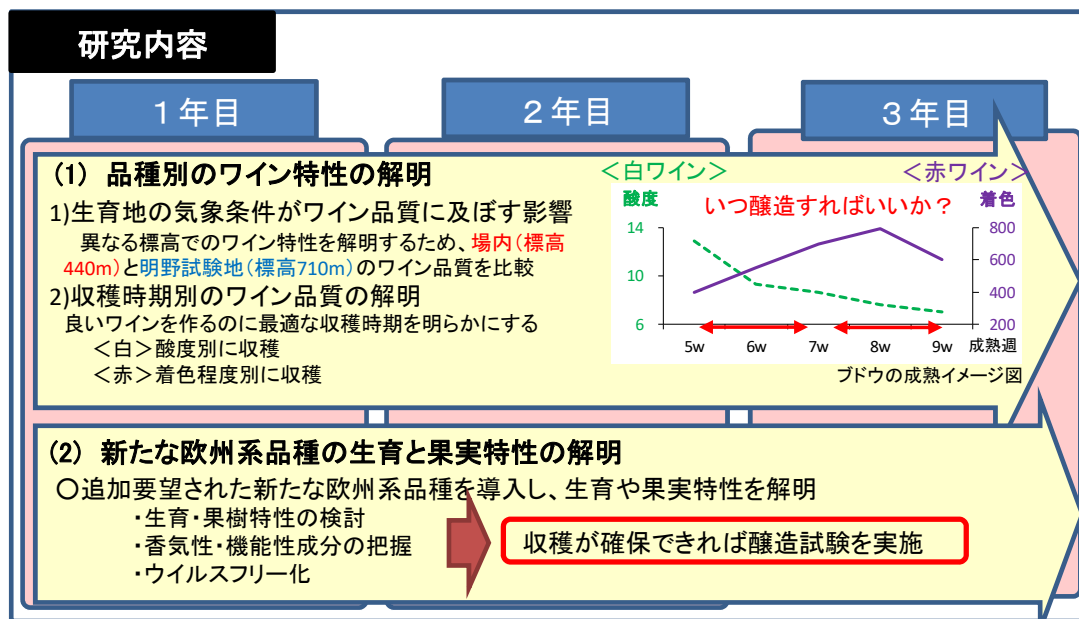 研究内容
1年目
2年目
3年目
(1) 品種別のワイン特性の解明
1)生育地の気象条件がワイン品質に及ぼす影響
異なる標高でのワイン特性を解明するため、場内(標高
440m)と明野試験地(標高710m)のワイン品質を比較
2)収穫時期別のワイン品質の解明
良いワインを作るのに最適な収穫時期を明らかにする
<白>酸度別に収穫
<赤>着色程度別に収穫
<白ワイン>
<赤ワイン>
酸度
いつ醸造すればいいか?
着色
14
10
6
800
600
400
200
5w 6w 7w 8w 9w 成熟週
ブドウの成熟イメージ図
(2) 新たな欧州系品種の生育と果実特性の解明
○追加要望された新たな欧州系品種を導入し、生育や果実特性を解明
・生育・果樹特性の検討
・香気性・機能性成分の把握
・ウイルスフリー化
収穫が確保できれば醸造試験を実施